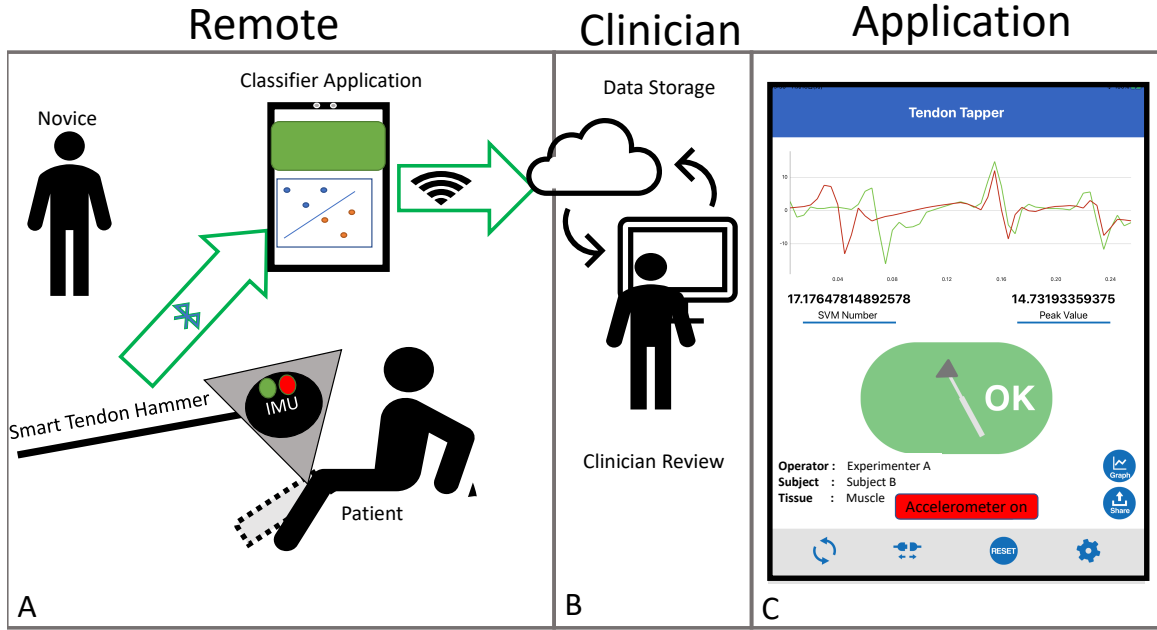 Remote
Clinician
Application
Classifier Application
Novice
Smart Tendon Hammer
IMU
Patient
A
Data Storage
Clinician Review
B
Tendon Tapper
10
0
-10
0.04 0.08 0.12 0.16 0.20 0.24
17.17647814892578 14.73193359375
SVM Number Peak Value
OK
Operator : Experimenter A
Subject : Subject B
Tissue : Muscle
Accelerometer on
Graph
Share
RESET
C